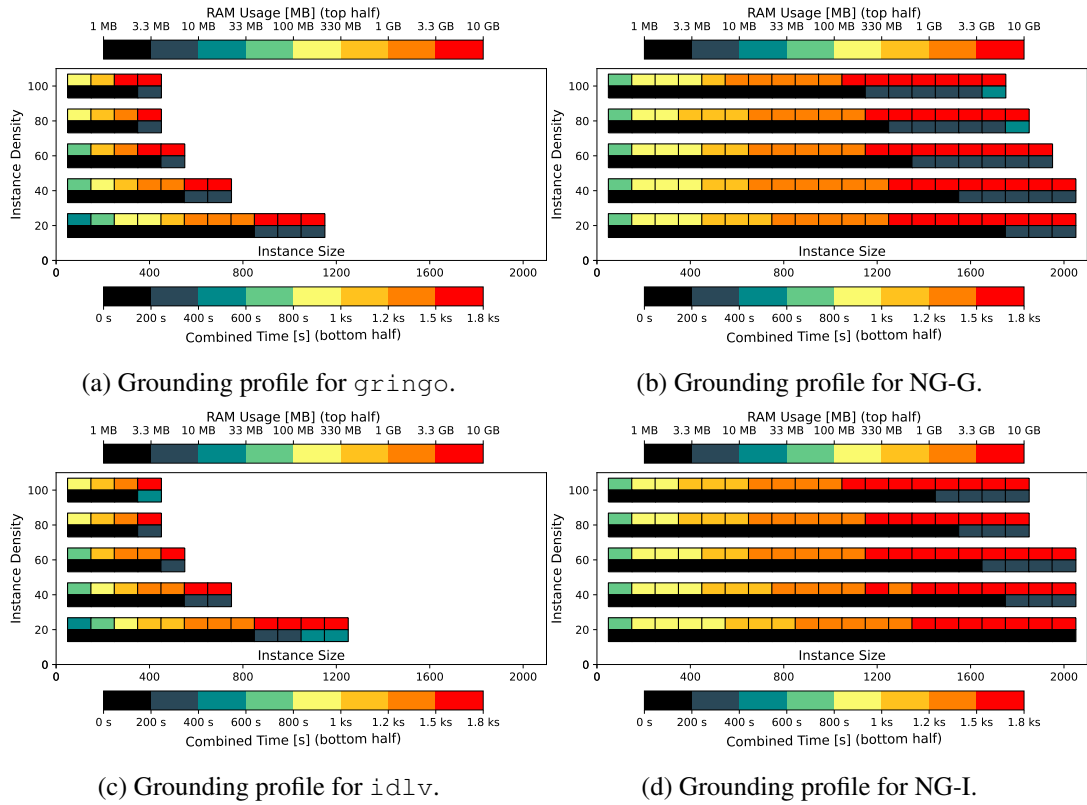 RAM Usage [MB] (top half)
1 MB 3.3 MB 10 MB 33 MB 100 MB 330 MB 1 GB 3.3 GB 10 GB
Instance Density
100
80
60
40
20
0
Instance Size
0 400 800 1200 1600 2000
0 s 200 s 400 s 600 s 800 s 1 ks 1.2 ks 1.5 ks 1.8 ks
Combined Time [s] (bottom half)
(a) Grounding profile for gringo.
RAM Usage [MB] (top half)
1 MB 3.3 MB 10 MB 33 MB 100 MB 330 MB 1 GB 3.3 GB 10 GB
Instance Density
100
80
60
40
20
0
Instance Size
0 400 800 1200 1600 2000
0 s 200 s 400 s 600 s 800 s 1 ks 1.2 ks 1.5 ks 1.8 ks
Combined Time [s] (bottom half)
(b) Grounding profile for NG-G.
RAM Usage [MB] (top half)
1 MB 3.3 MB 10 MB 33 MB 100 MB 330 MB 1 GB 3.3 GB 10 GB
Instance Density
100
80
60
40
20
0
Instance Size
0 400 800 1200 1600 2000
0 s 200 s 400 s 600 s 800 s 1 ks 1.2 ks 1.5 ks 1.8 ks
Combined Time [s] (bottom half)
(c) Grounding profile for idlv.
RAM Usage [MB] (top half)
1 MB 3.3 MB 10 MB 33 MB 100 MB 330 MB 1 GB 3.3 GB 10 GB
Instance Density
100
80
60
40
20
0
Instance Size
0 400 800 1200 1600 2000
0 s 200 s 400 s 600 s 800 s 1 ks 1.2 ks 1.5 ks 1.8 ks
Combined Time [s] (bottom half)
(d) Grounding profile for NG-I.